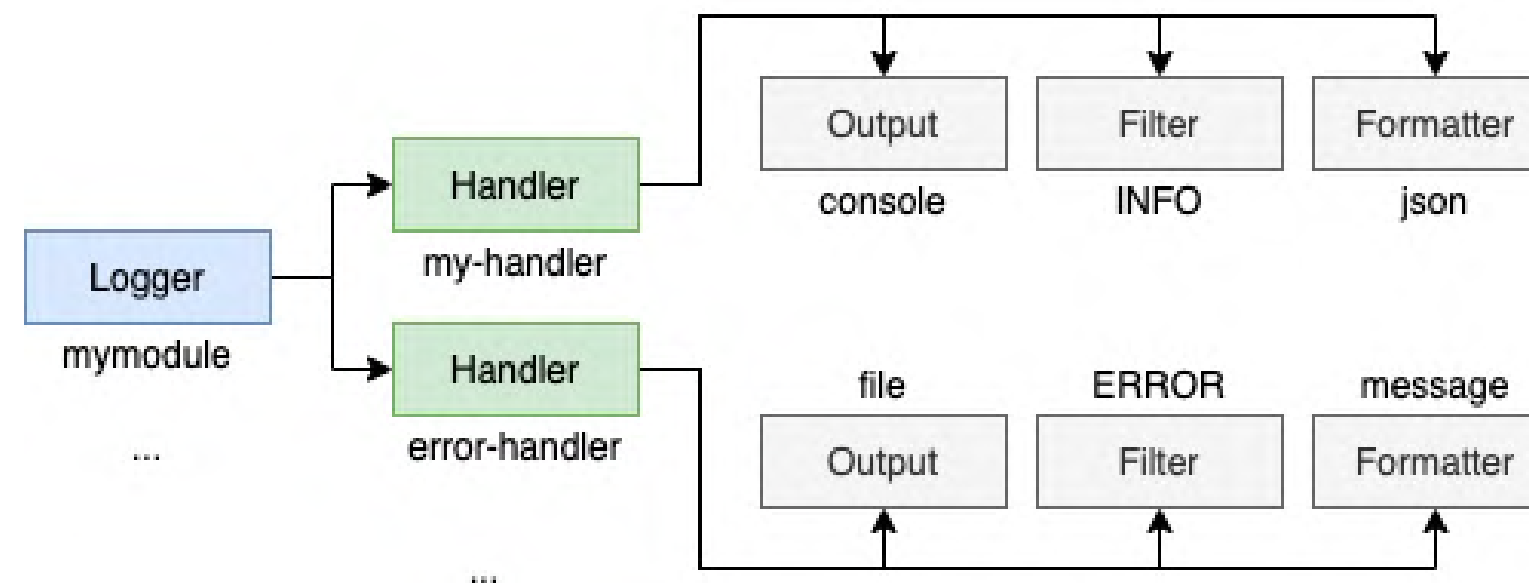 Output
Filter
Formatter
console
INFO
json
Handler
my-handler
Logger
mymodule
...
Handler
error-handler
...
file
ERROR
message
Output
Filter
Formatter